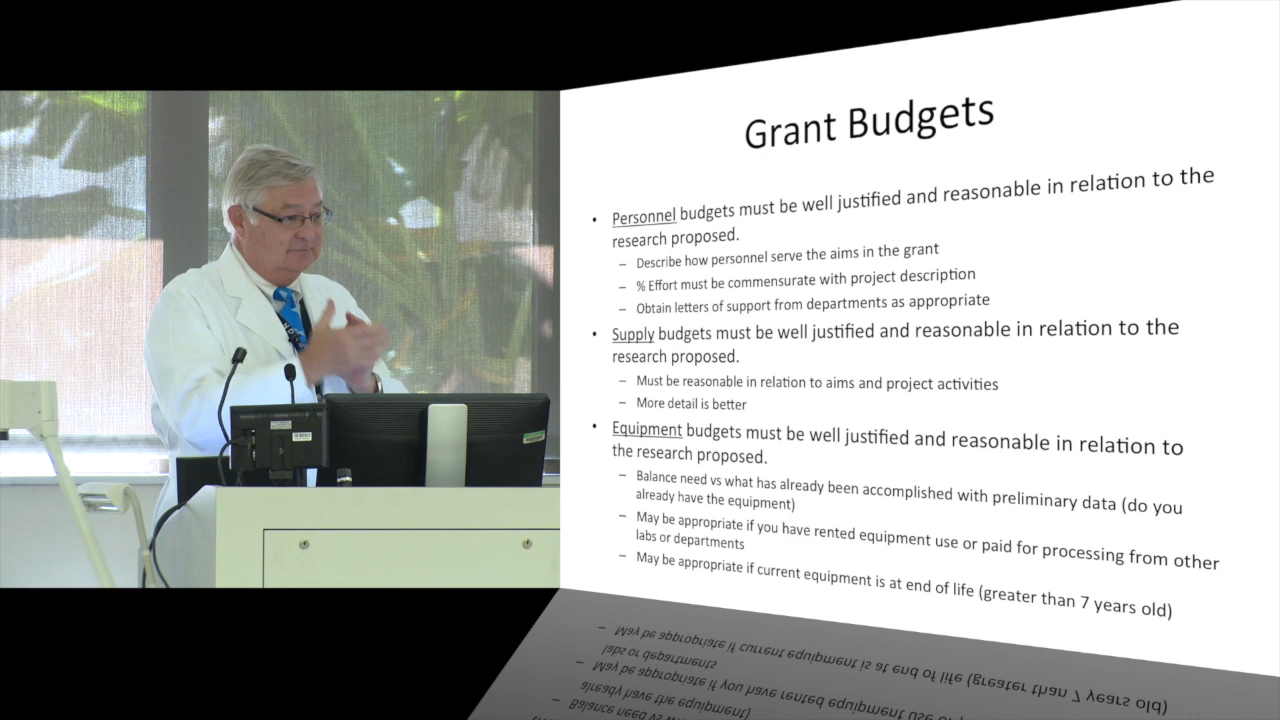 Grant Budgets
• Personnel budgets must be well justified and reasonable in relation to the
research proposed.
– Describe how personnel serve the aims in the grant
– % Effort must be commensurate with project description
– Obtain letters of support from departments as appropriate
• Supply budgets must be well justified and reasonable in relation to the
research proposed.
– Must be reasonable in relation to aims and project activities
– More detail is better
• Equipment budgets must be well justified and reasonable in relation to
the research proposed.
– Balance need vs what has already been accomplished with preliminary data (do you
already have the equipment)
– May be appropriate if you have rented equipment use or paid for processing from other
labs or departments
– May be appropriate if current equipment is at end of life (greater than 7 years old)